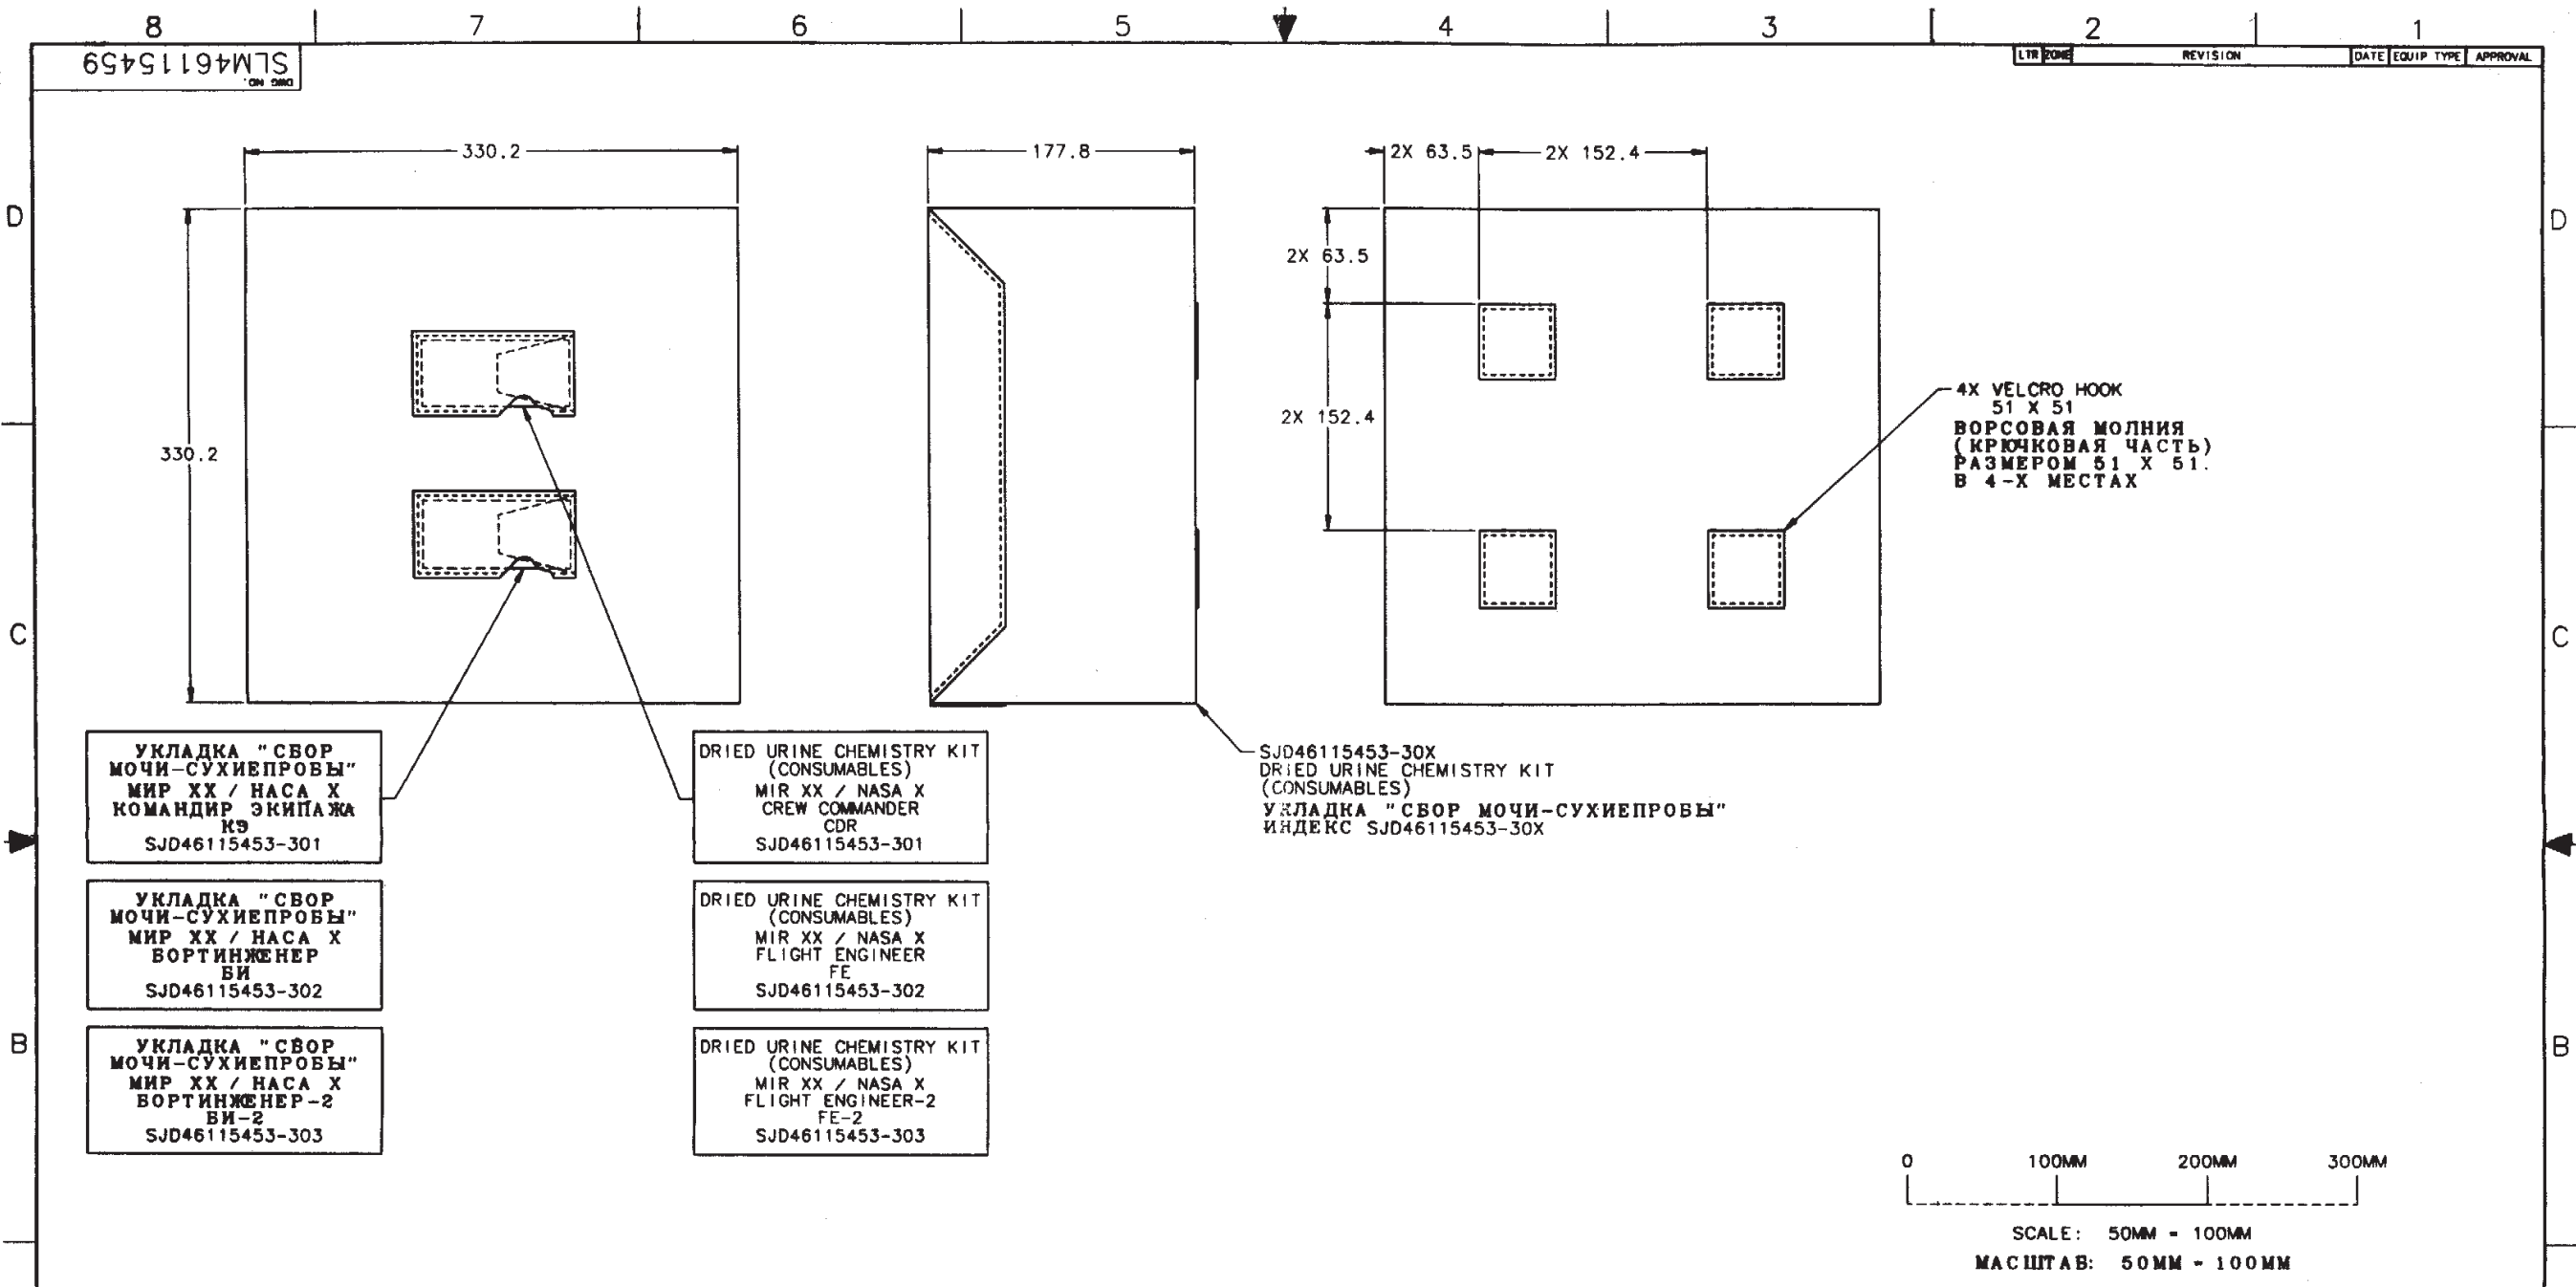 8 7 6 5 4 3 2 1
DWG NO.
SLM46115459
LTR ZONE REVISION DATE EQUIP TYPE APPROVAL
D
D
330.2
177.8
2X 63.5
2X 152.4
2X 63.5
2X 152.4
330.2
4X VELCRO HOOK
51 X 51
ВОРСОВАЯ МОЛНИЯ
(КРЮЧКОВАЯ ЧАСТЬ)
РАЗМЕРОМ 51 X 51.
В 4-Х МЕСТАХ
C
C
УКЛАДКА "СБОР
МОЧИ-СУХИЕПРОБЫ"
МИР ХХ / НАСА Х
КОМАНДИР ЭКИПАЖА
КЭ
SJD46115453-301
DRIED URINE CHEMISTRY KIT
(CONSUMABLES)
MIR XX / NASA X
CREW COMMANDER
CDR
SJD46115453-301
SJD46115453-30X
DRIED URINE CHEMISTRY KIT
(CONSUMABLES)
УКЛАДКА "СБОР МОЧИ-СУХИЕПРОБЫ"
ИНДЕКС SJD46115453-30X
УКЛАДКА "СБОР
МОЧИ-СУХИЕПРОБЫ"
МИР ХХ / НАСА Х
БОРТИНЖЕНЕР
БИ
SJD46115453-302
DRIED URINE CHEMISTRY KIT
(CONSUMABLES)
MIR XX / NASA X
FLIGHT ENGINEER
FE
SJD46115453-302
B
B
УКЛАДКА "СБОР
МОЧИ-СУХИЕПРОБЫ"
МИР ХХ / НАСА Х
БОРТИНЖЕНЕР-2
БИ-2
SJD46115453-303
DRIED URINE CHEMISTRY KIT
(CONSUMABLES)
MIR XX / NASA X
FLIGHT ENGINEER-2
FE-2
SJD46115453-303
0 100MM 200MM 300MM
SCALE: 50MM = 100MM
МАСШТАБ: 50ММ = 100ММ